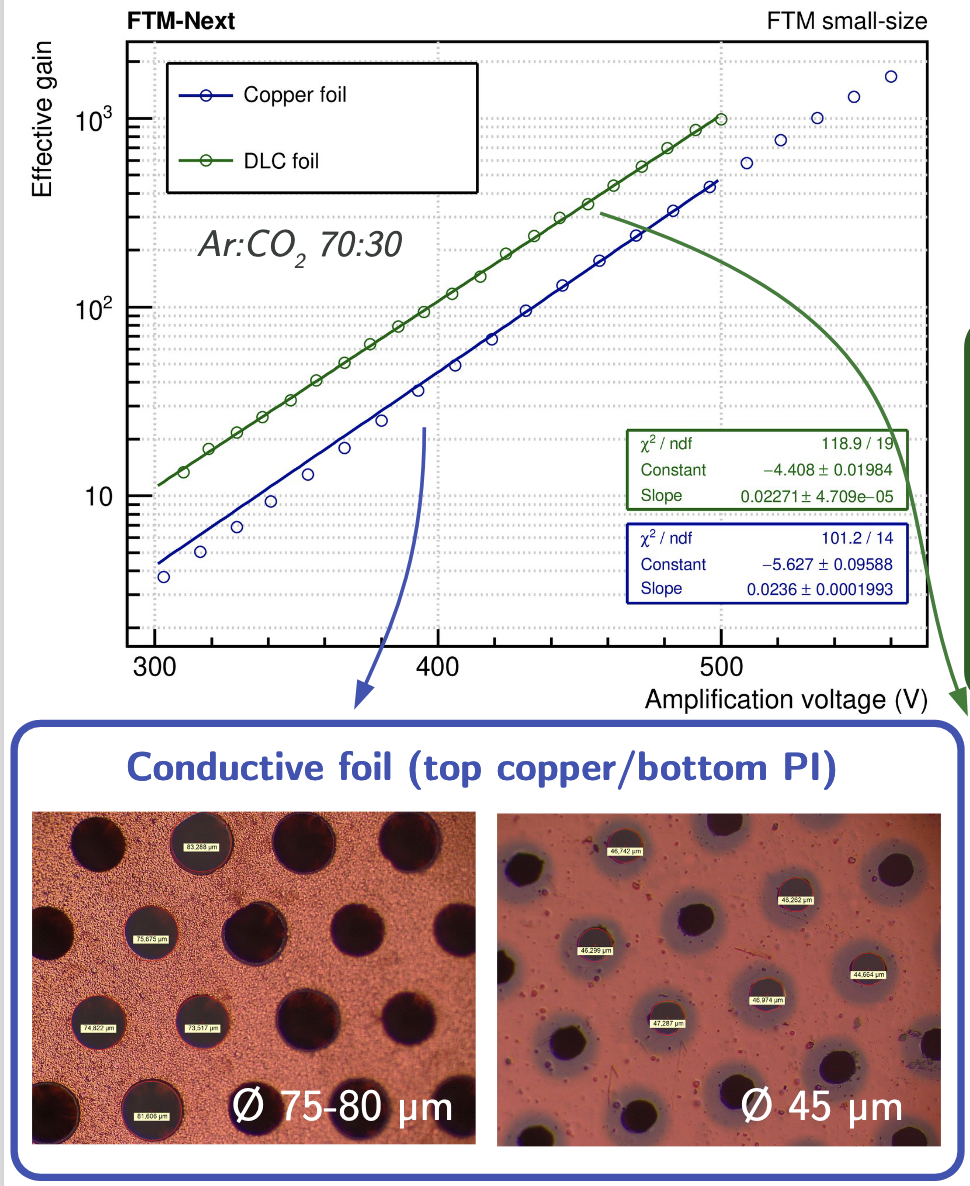 FTM-Next
FTM small-size
Effective gain
Copper foil
DLC foil
Ar:CO₂ 70:30
10³
10²
10
χ² / ndf 118.9 / 19
Constant −4.408 ± 0.01984
Slope 0.02271 ± 4.709e−05
χ² / ndf 101.2 / 14
Constant −5.627 ± 0.09588
Slope 0.0236 ± 0.0001993
300 400 500
Amplification voltage (V)
Conductive foil (top copper/bottom PI)
83,288 µm
75,675 µm
74,822 µm
73,517 µm
81,606 µm
Ø 75-80 µm
46,742 µm
46,262 µm
46,299 µm
44,664 µm
46,974 µm
47,287 µm
Ø 45 µm